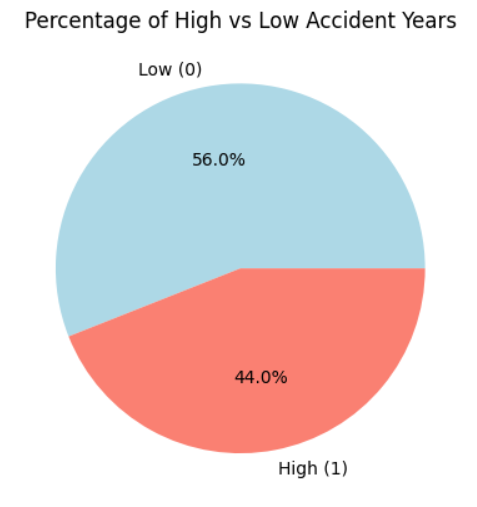 Percentage of High vs Low Accident Years
Low (0)
56.0%
44.0%
High (1)